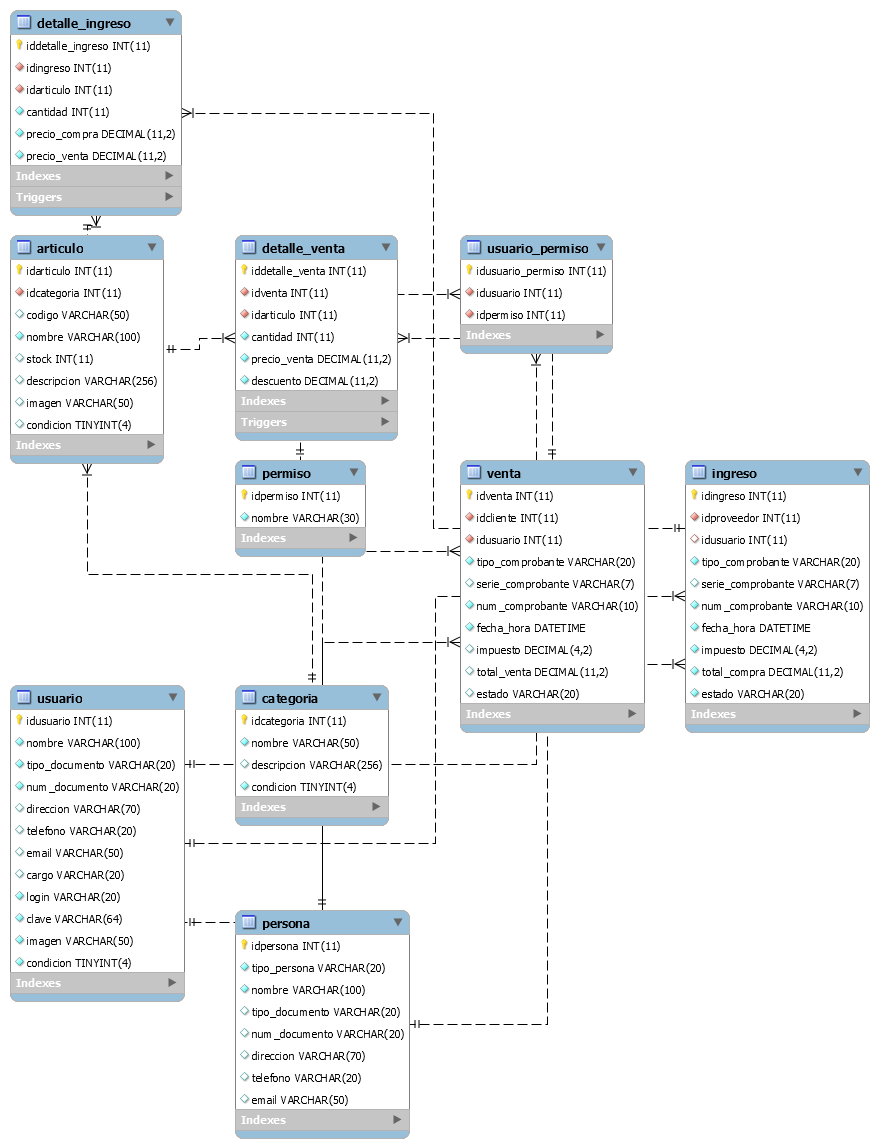 detalle_ingreso
iddetalle_ingreso INT(11)
idingreso INT(11)
idarticulo INT(11)
cantidad INT(11)
precio_compra DECIMAL(11,2)
precio_venta DECIMAL(11,2)
Indexes
Triggers
articulo
idarticulo INT(11)
idcategoria INT(11)
codigo VARCHAR(50)
nombre VARCHAR(100)
stock INT(11)
descripcion VARCHAR(256)
imagen VARCHAR(50)
condicion TINYINT(4)
Indexes
detalle_venta
iddetalle_venta INT(11)
idventa INT(11)
idarticulo INT(11)
cantidad INT(11)
precio_venta DECIMAL(11,2)
descuento DECIMAL(11,2)
Indexes
Triggers
usuario_permiso
idusuario_permiso INT(11)
idusuario INT(11)
idpermiso INT(11)
Indexes
permiso
idpermiso INT(11)
nombre VARCHAR(30)
Indexes
venta
idventa INT(11)
idcliente INT(11)
idusuario INT(11)
tipo_comprobante VARCHAR(20)
serie_comprobante VARCHAR(7)
num_comprobante VARCHAR(10)
fecha_hora DATETIME
impuesto DECIMAL(4,2)
total_venta DECIMAL(11,2)
estado VARCHAR(20)
Indexes
ingreso
idingreso INT(11)
idproveedor INT(11)
idusuario INT(11)
tipo_comprobante VARCHAR(20)
serie_comprobante VARCHAR(7)
num_comprobante VARCHAR(10)
fecha_hora DATETIME
impuesto DECIMAL(4,2)
total_compra DECIMAL(11,2)
estado VARCHAR(20)
Indexes
usuario
idusuario INT(11)
nombre VARCHAR(100)
tipo_documento VARCHAR(20)
num_documento VARCHAR(20)
direccion VARCHAR(70)
telefono VARCHAR(20)
email VARCHAR(50)
cargo VARCHAR(20)
login VARCHAR(20)
clave VARCHAR(64)
imagen VARCHAR(50)
condicion TINYINT(4)
Indexes
categoria
idcategoria INT(11)
nombre VARCHAR(50)
descripcion VARCHAR(256)
condicion TINYINT(4)
Indexes
persona
idpersona INT(11)
tipo_persona VARCHAR(20)
nombre VARCHAR(100)
tipo_documento VARCHAR(20)
num_documento VARCHAR(20)
direccion VARCHAR(70)
telefono VARCHAR(20)
email VARCHAR(50)
Indexes